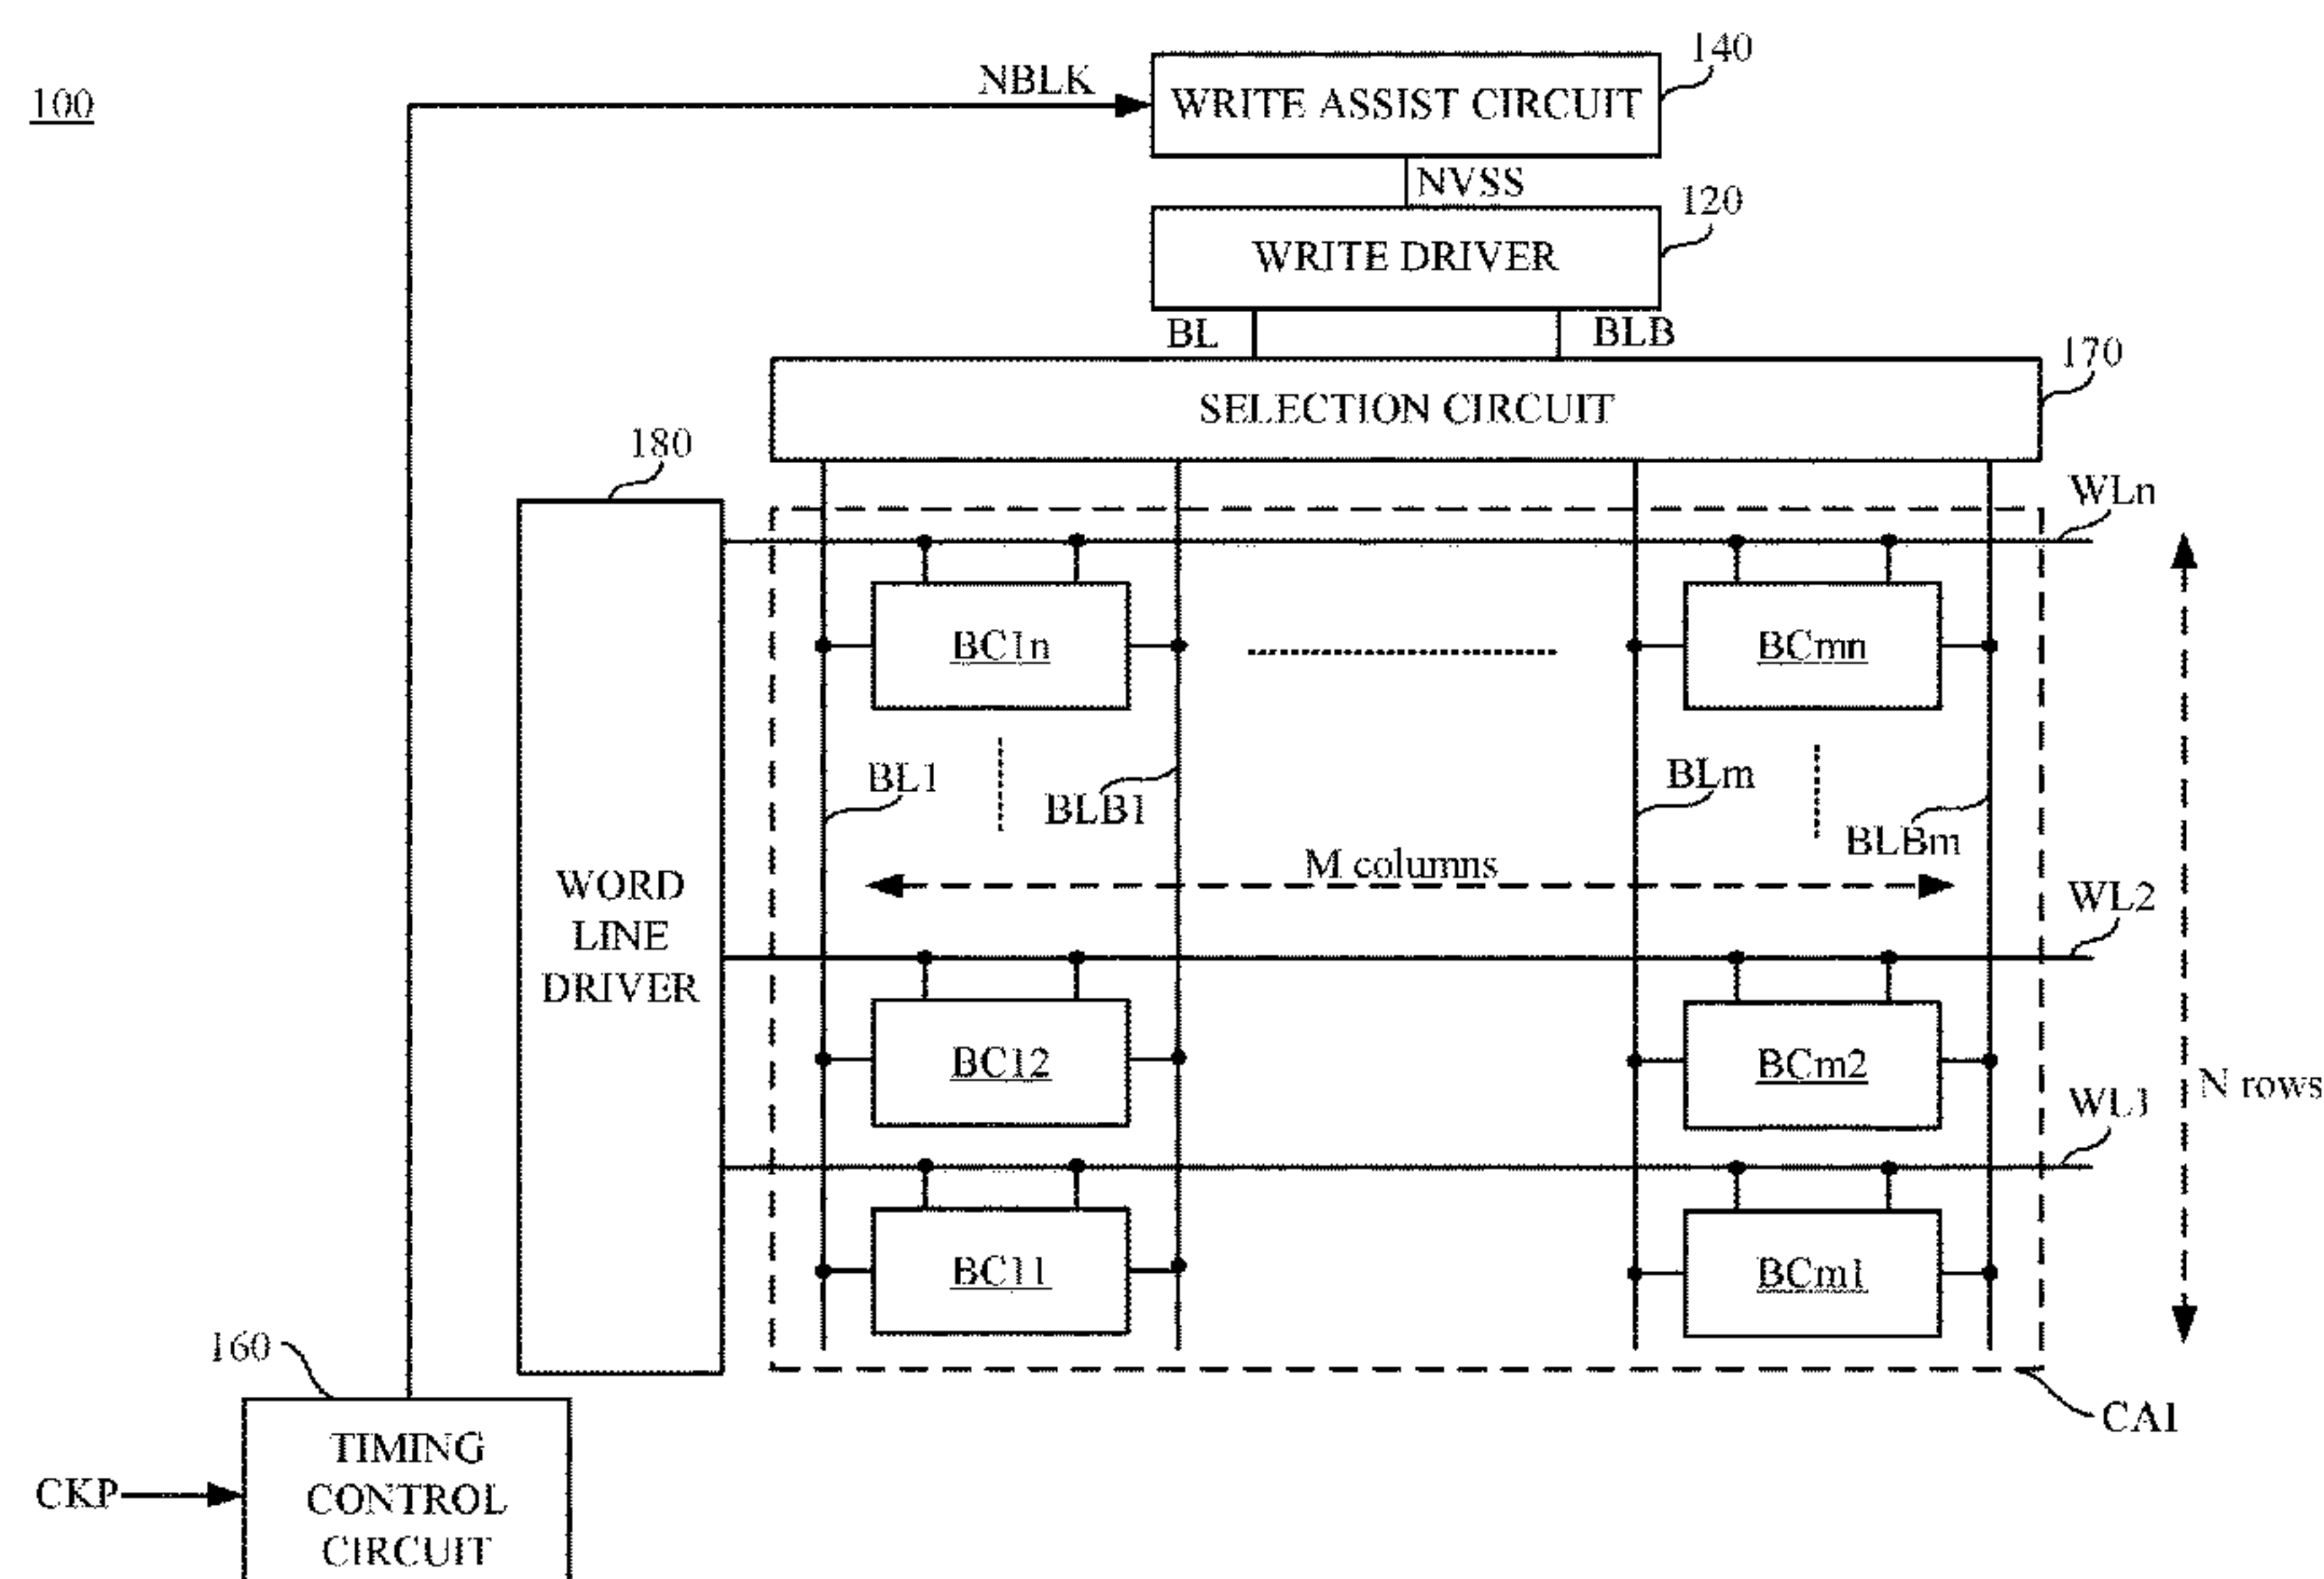 100
NBLK
140
WRITE ASSIST CIRCUIT
NVSS
120
WRITE DRIVER
BL
BLB
170
SELECTION CIRCUIT
180
WLn
BC1n
BCmn
BL1
BLB1
BLm
BLBm
M columns
WORD
LINE
DRIVER
WL2
BC12
BCm2
N rows
WL1
BC11
BCm1
160
CA1
TIMING
CONTROL
CIRCUIT
CKP